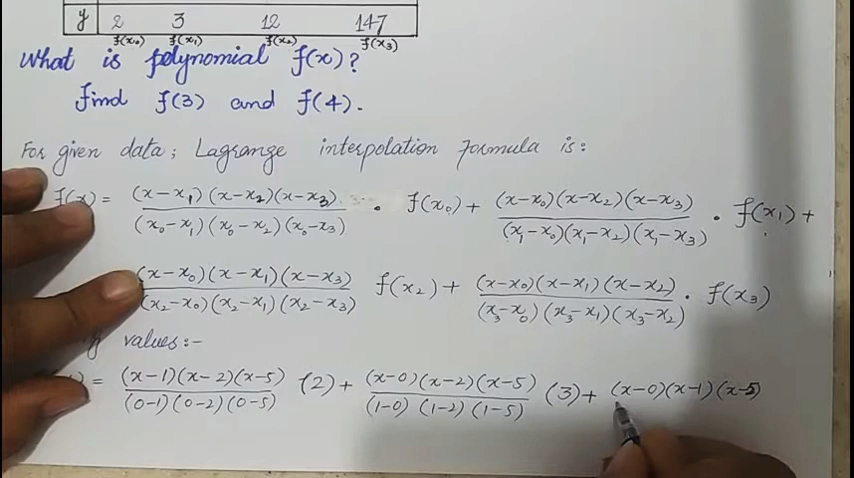 y 2 3 12 147
f(x₀) f(x₁) f(x₂) f(x₃)
What is polynomial f(x)?
find f(3) and f(4).
For given data; Lagrange interpolation formula is:
f(x) = (x-x₁)(x-x₂)(x-x₃) / (x₀-x₁)(x₀-x₂)(x₀-x₃) · f(x₀) + (x-x₀)(x-x₂)(x-x₃) / (x₁-x₀)(x₁-x₂)(x₁-x₃) · f(x₁) +
(x-x₀)(x-x₁)(x-x₃) / (x₂-x₀)(x₂-x₁)(x₂-x₃) f(x₂) + (x-x₀)(x-x₁)(x-x₂) / (x₃-x₀)(x₃-x₁)(x₃-x₂) · f(x₃)
values:-
= (x-1)(x-2)(x-5) / (0-1)(0-2)(0-5) (2) + (x-0)(x-2)(x-5) / (1-0)(1-2)(1-5) (3) + (x-0)(x-1)(x-5)